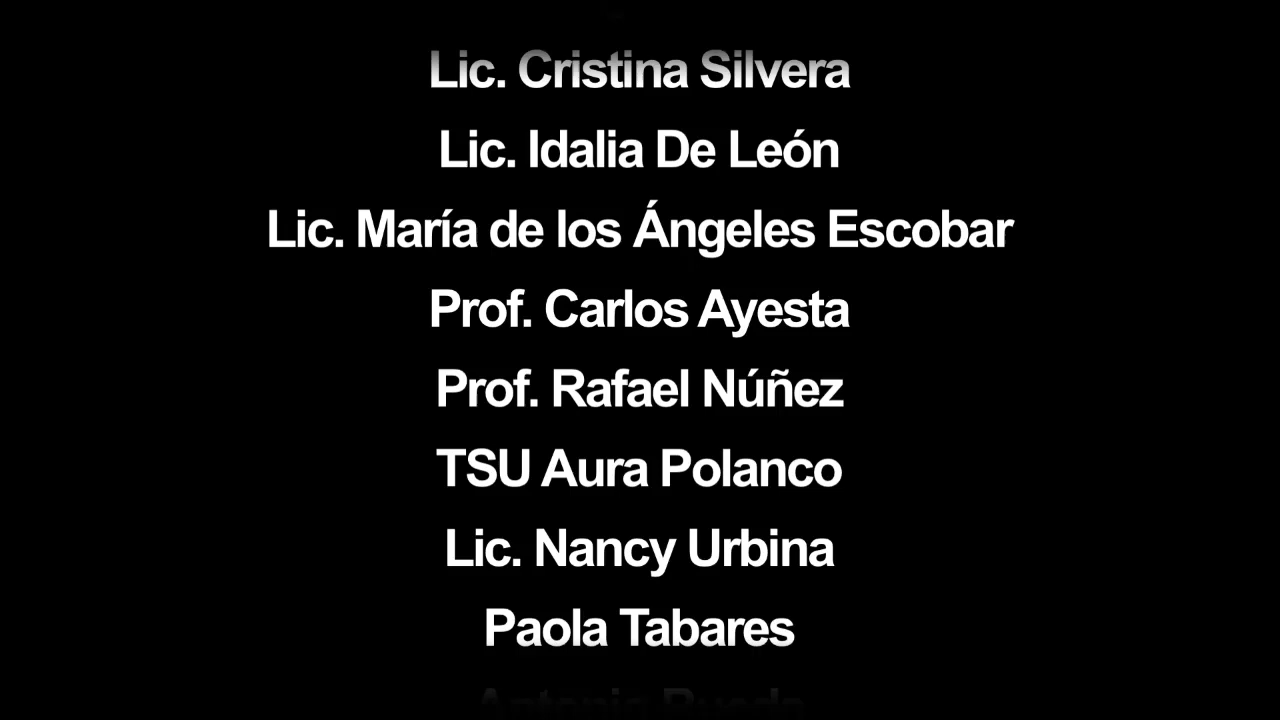 Lic. Cristina Silvera
Lic. Idalia De León
Lic. María de los Ángeles Escobar
Prof. Carlos Ayesta
Prof. Rafael Núñez
TSU Aura Polanco
Lic. Nancy Urbina
Paola Tabares
Antonio